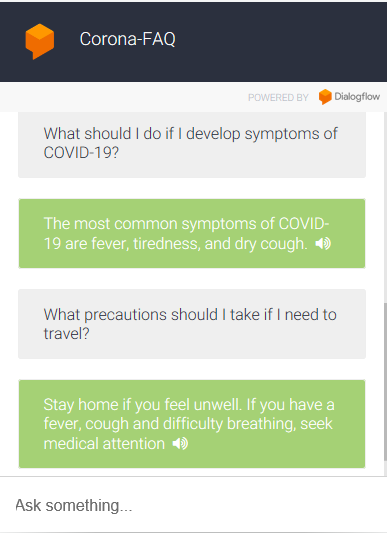 Corona-FAQ
POWERED BY Dialogflow
What should I do if I develop symptoms of
COVID-19?
The most common symptoms of COVID-
19 are fever, tiredness, and dry cough.
What precautions should I take if I need to
travel?
Stay home if you feel unwell. If you have a
fever, cough and difficulty breathing, seek
medical attention
Ask something...